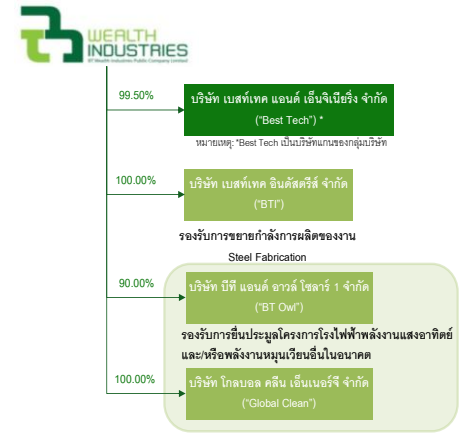 WEALTH
INDUSTRIES
BT Wealth Industries Public Company Limited
99.50%
บริษัท เบสท์เทค แอนด์ เอ็นจิเนียริ่ง จำกัด
(“Best Tech”) *
หมายเหตุ: *Best Tech เป็นบริษัทแกนของกลุ่มบริษัท
100.00%
บริษัท เบสท์เทค อินดัสตรีส์ จำกัด
(“BTI”)
รองรับการขยายกำลังการผลิตของงาน
Steel Fabrication
90.00%
บริษัท บีที แอนด์ อาวล์ โซลาร์ 1 จำกัด
(“BT Owl”)
รองรับการยื่นประมูลโครงการโรงไฟฟ้าพลังงานแสงอาทิตย์
และ/หรือพลังงานหมุนเวียนอื่นในอนาคต
100.00%
บริษัท โกลบอล คลีน เอ็นเนอร์จี จำกัด
(“Global Clean”)